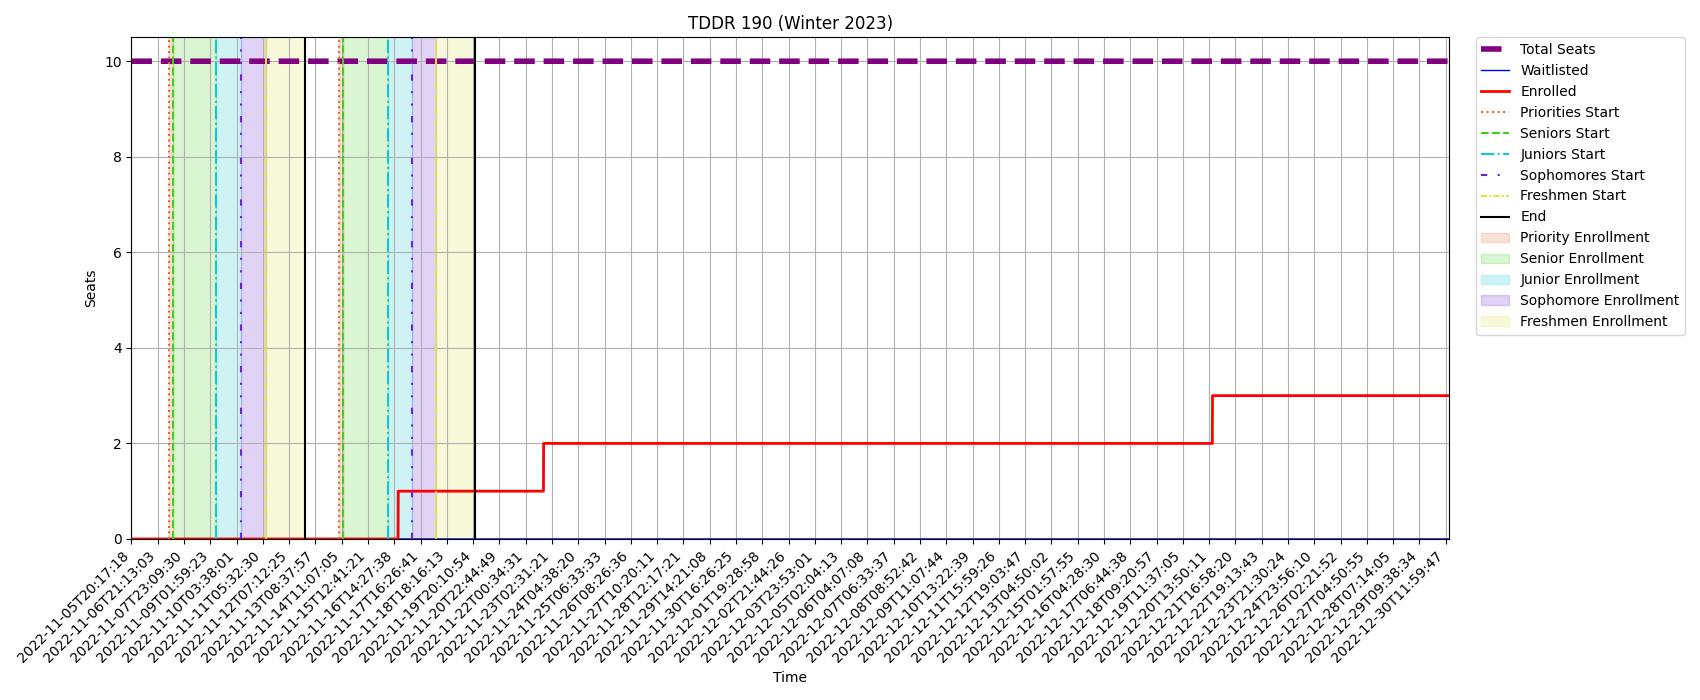 TDDR 190 (Winter 2023)
10
8
6
4
2
0
Seats
2022-11-05T20:17:18
2022-11-06T21:13:03
2022-11-07T23:09:30
2022-11-09T01:59:23
2022-11-10T03:38:01
2022-11-11T05:32:30
2022-11-12T07:12:25
2022-11-13T08:37:57
2022-11-14T11:07:05
2022-11-15T12:41:21
2022-11-16T14:27:38
2022-11-17T16:26:41
2022-11-18T18:16:13
2022-11-19T20:10:54
2022-11-20T22:44:49
2022-11-22T00:34:31
2022-11-23T02:31:21
2022-11-24T04:38:20
2022-11-25T06:33:33
2022-11-26T08:26:36
2022-11-27T10:20:11
2022-11-28T12:17:21
2022-11-29T14:21:08
2022-11-30T16:26:25
2022-12-01T19:28:58
2022-12-02T21:44:26
2022-12-03T23:53:01
2022-12-05T02:04:13
2022-12-06T04:07:08
2022-12-07T06:33:37
2022-12-08T08:52:42
2022-12-09T11:07:44
2022-12-10T13:22:39
2022-12-11T15:59:26
2022-12-12T19:03:47
2022-12-13T04:50:02
2022-12-15T01:57:55
2022-12-16T04:28:30
2022-12-17T06:44:38
2022-12-18T09:20:57
2022-12-19T11:37:05
2022-12-20T13:50:11
2022-12-21T16:58:20
2022-12-22T19:13:43
2022-12-23T21:30:24
2022-12-24T23:56:10
2022-12-26T02:21:52
2022-12-27T04:50:55
2022-12-28T07:14:05
2022-12-29T09:38:34
2022-12-30T11:59:47
Time
Total Seats
Waitlisted
Enrolled
Priorities Start
Seniors Start
Juniors Start
Sophomores Start
Freshmen Start
End
Priority Enrollment
Senior Enrollment
Junior Enrollment
Sophomore Enrollment
Freshmen Enrollment